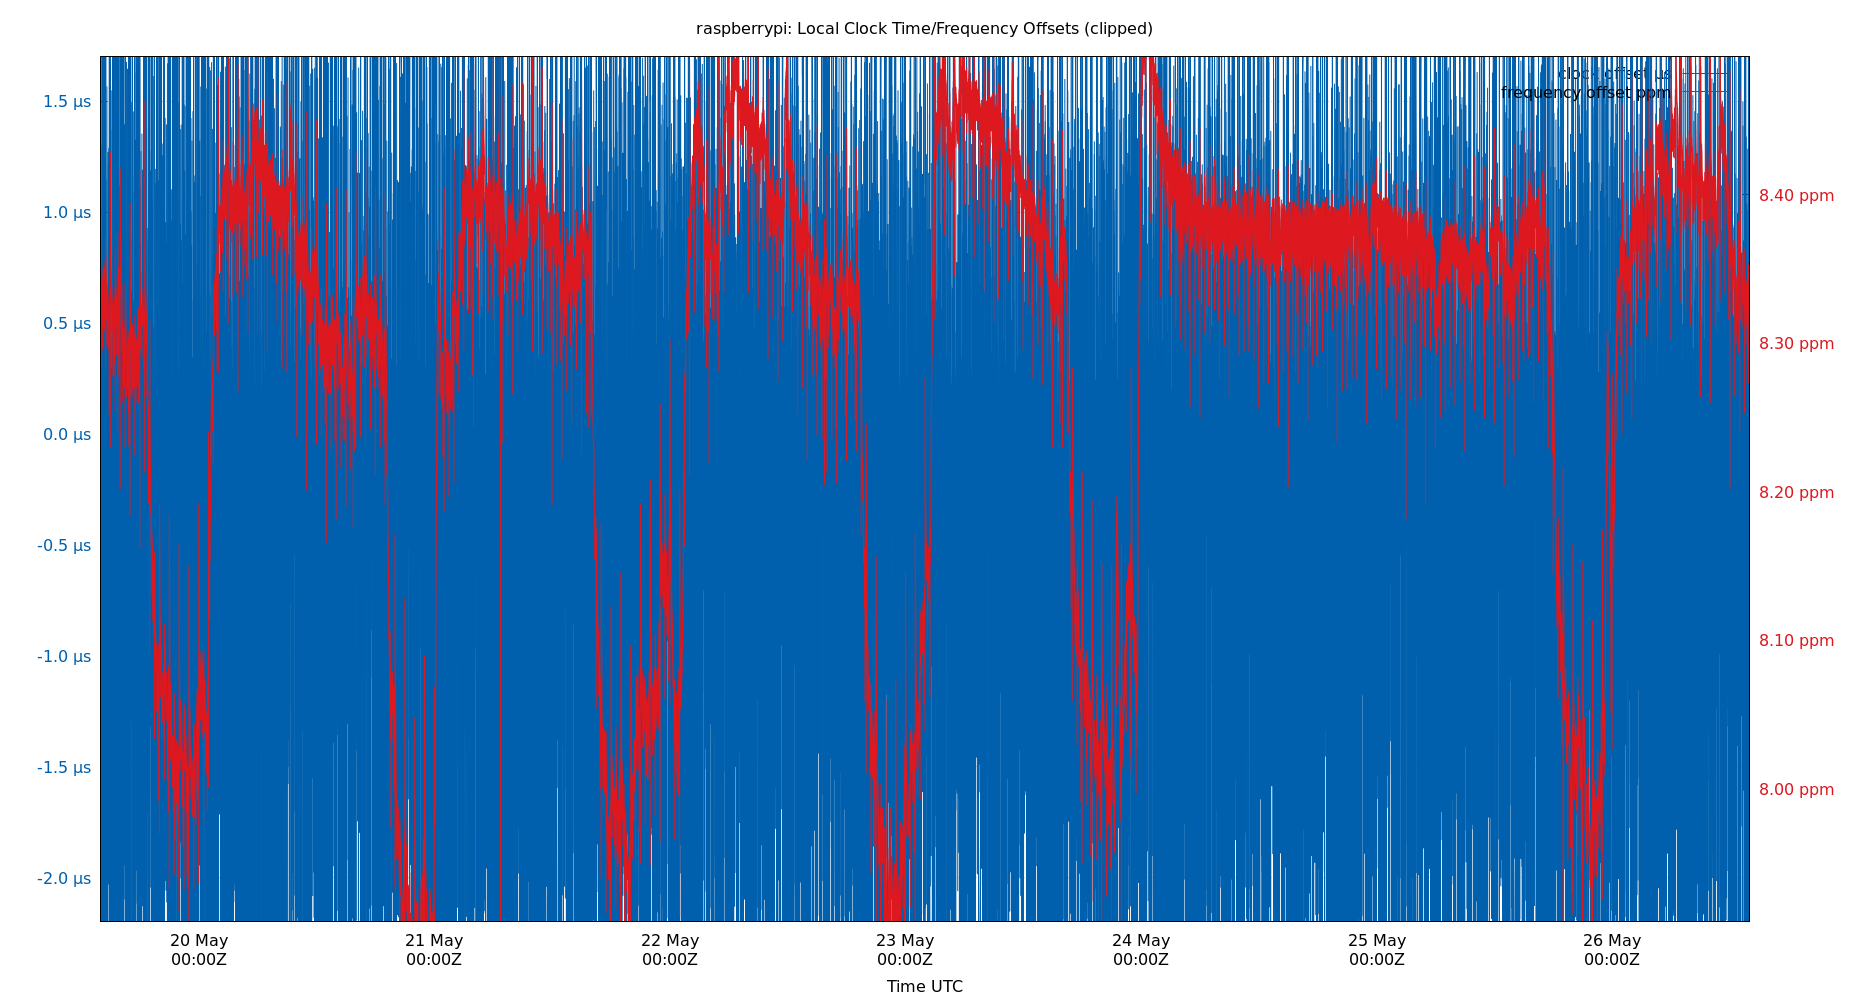 raspberrypi: Local Clock Time/Frequency Offsets (clipped)
clock offset µs
frequency offset ppm
1.5 µs
1.0 µs
0.5 µs
0.0 µs
-0.5 µs
-1.0 µs
-1.5 µs
-2.0 µs
8.40 ppm
8.30 ppm
8.20 ppm
8.10 ppm
8.00 ppm
20 May
00:00Z
21 May
00:00Z
22 May
00:00Z
23 May
00:00Z
24 May
00:00Z
25 May
00:00Z
26 May
00:00Z
Time UTC